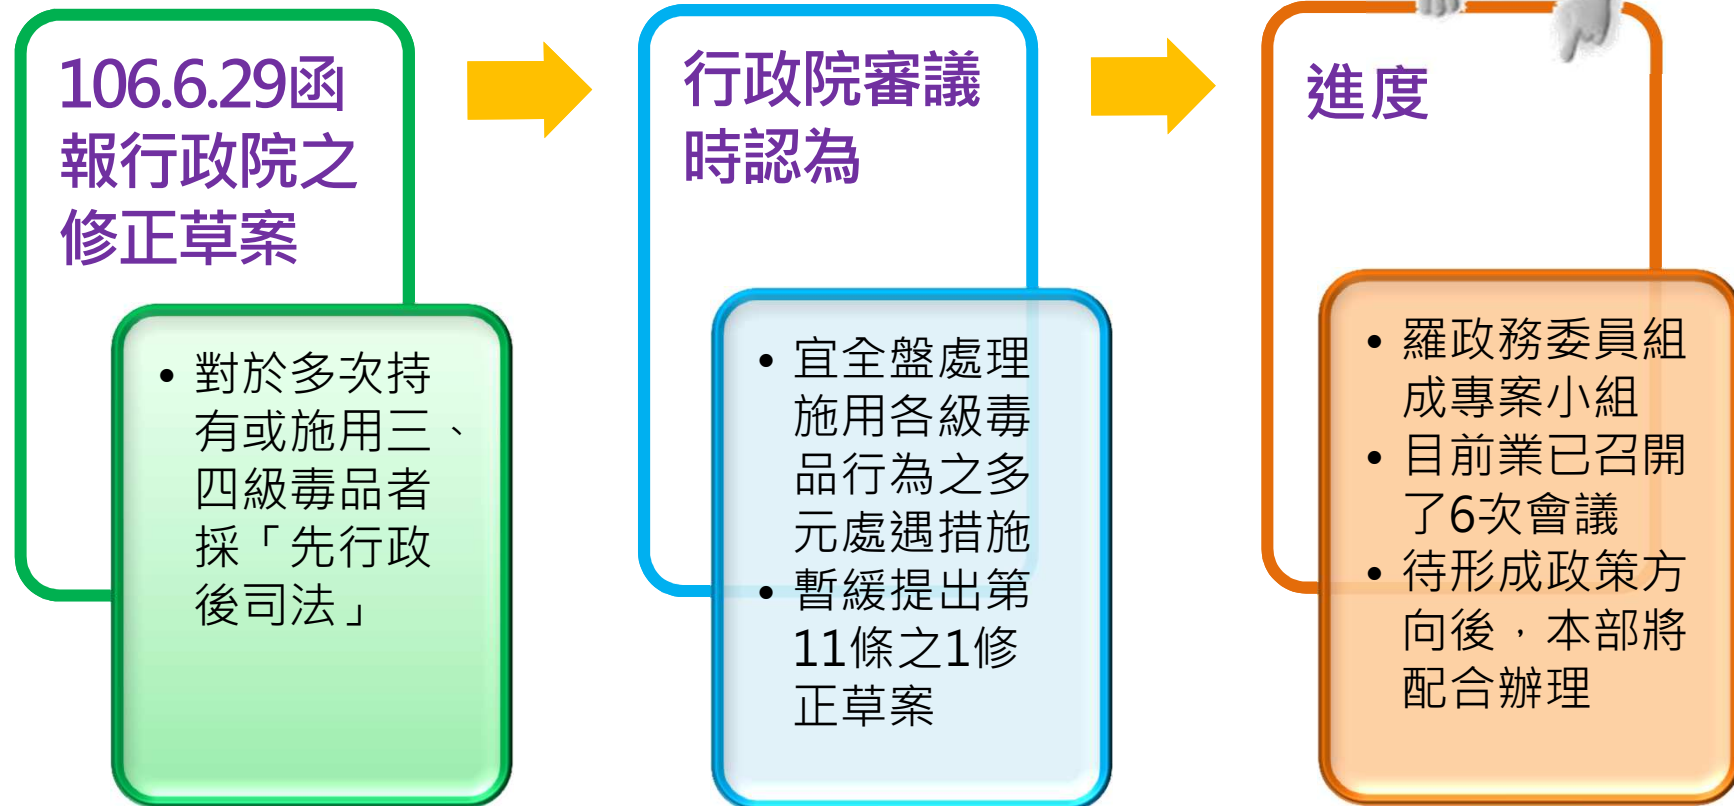 106.6.29函
報行政院之
修正草案
• 對於多次持
有或施用三、
四級毒品者
採「先行政
後司法」
行政院審議
時認為
• 宜全盤處理
施用各級毒
品行為之多
元處遇措施
• 暫緩提出第
11條之1修
正草案
進度
• 羅政務委員組
成專案小組
• 目前業已召開
了6次會議
• 待形成政策方
向後，本部將
配合辦理